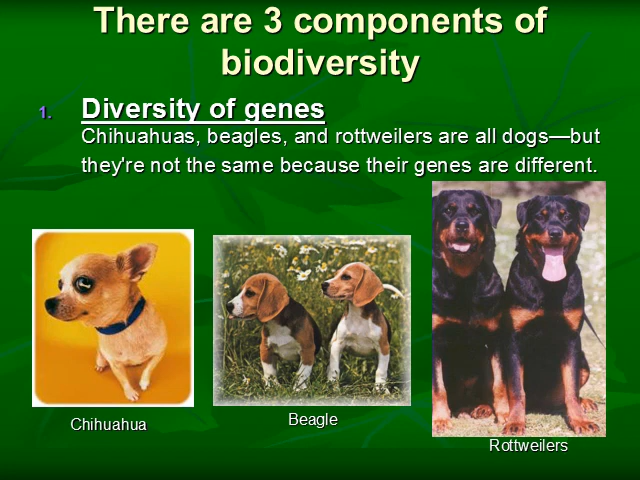 There are 3 components of
biodiversity
1. Diversity of genes
Chihuahuas, beagles, and rottweilers are all dogs—but
they're not the same because their genes are different.
Chihuahua
Beagle
Rottweilers